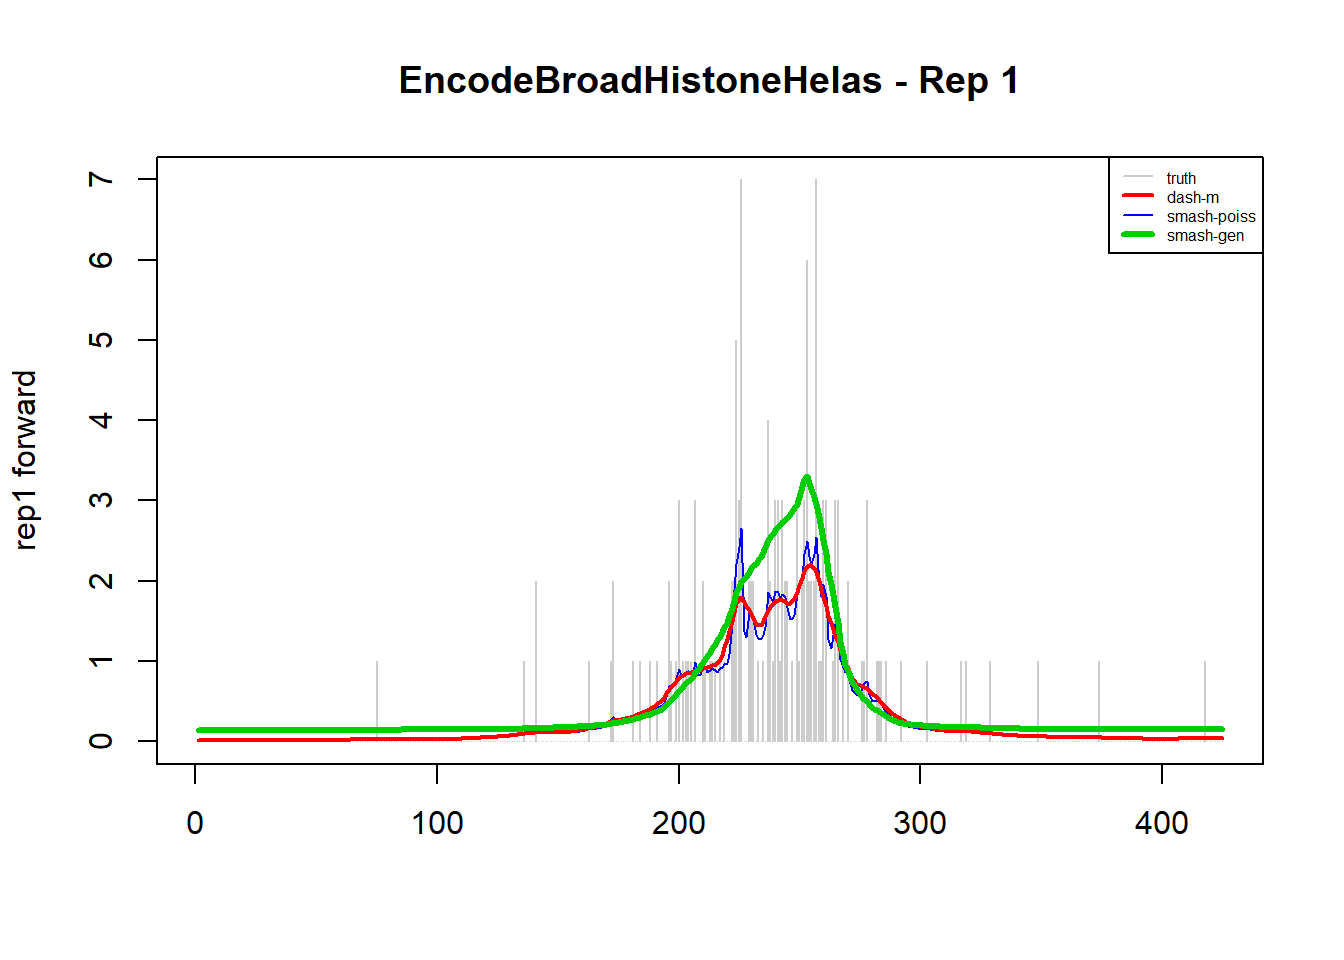 EncodeBroadHistoneHelas - Rep 1
truth
dash-m
smash-poiss
smash-gen
rep1 forward
7
6
5
4
3
2
1
0
0 100 200 300 400